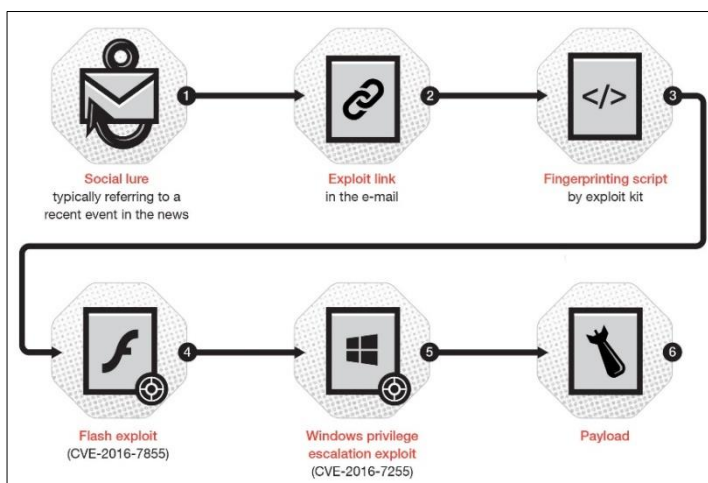 1
2
3
Social lure
typically referring to a
recent event in the news
Exploit link
in the e-mail
Fingerprinting script
by exploit kit
</>
4
5
6
Flash exploit
(CVE-2016-7855)
Windows privilege
escalation exploit
(CVE-2016-7255)
Payload